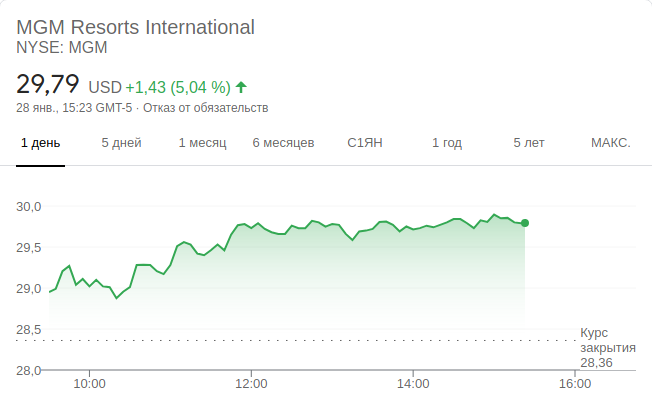 MGM Resorts International
NYSE: MGM
29,79 USD +1,43 (5,04 %)
28 янв., 15:23 GMT-5 · Отказ от обязательств
1 день 5 дней 1 месяц 6 месяцев С1ЯН 1 год 5 лет МАКС.
30,0
29,5
29,0
28,5
Курс
закрытия
28,36
28,0
10:00 12:00 14:00 16:00